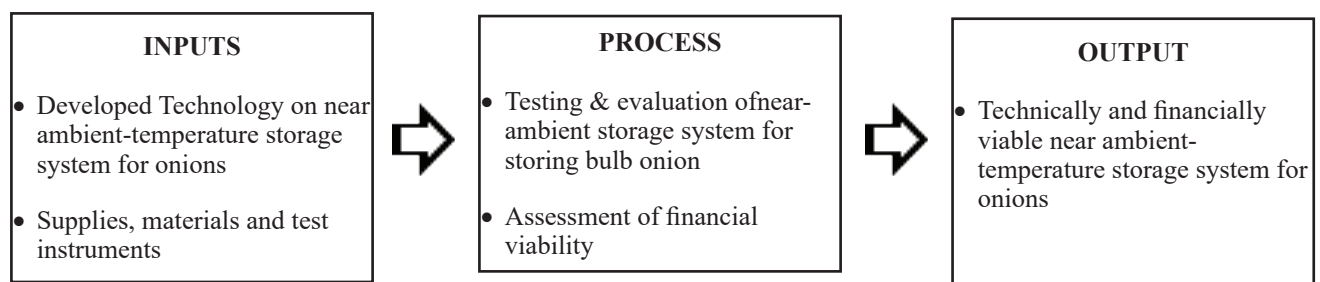 INPUTS
• Developed Technology on near
ambient-temperature storage
system for onions
• Supplies, materials and test
instruments
PROCESS
• Testing & evaluation ofnear-
ambient storage system for
storing bulb onion
• Assessment of financial
viability
OUTPUT
• Technically and financially
viable near ambient-
temperature storage system for
onions